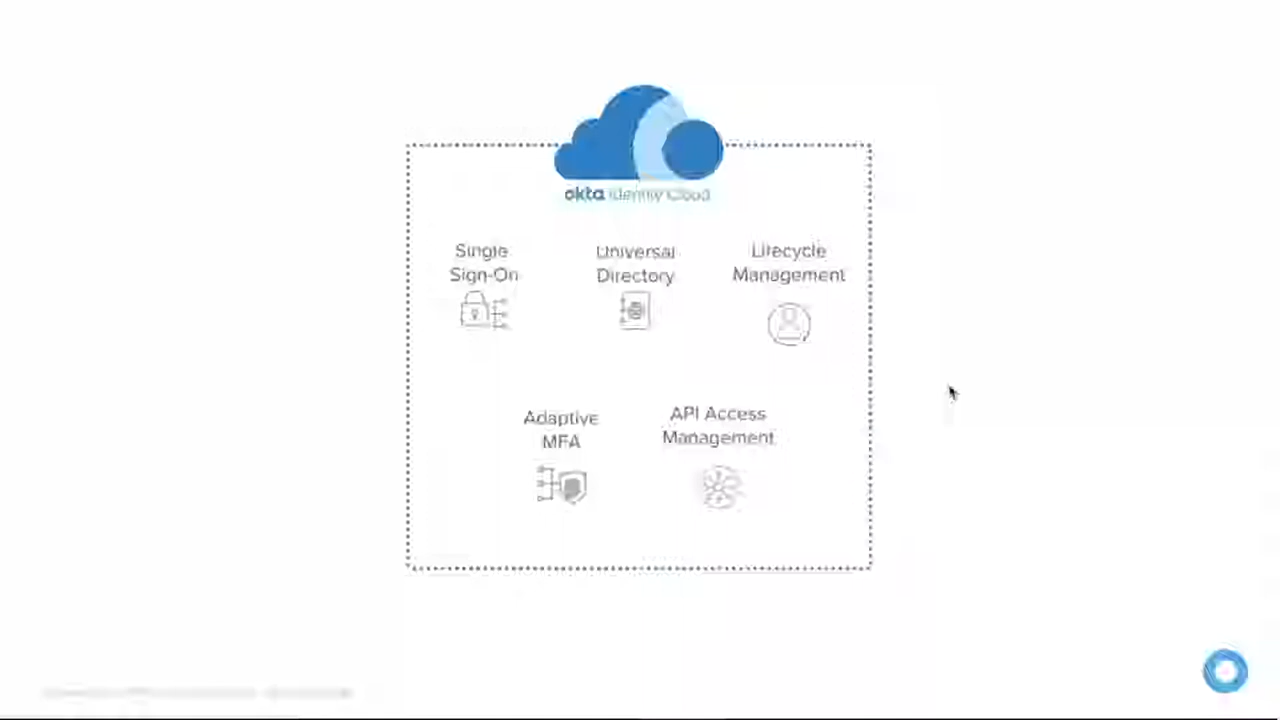 okta Identity Cloud
Single
Sign-On
Universal
Directory
Lifecycle
Management
Adaptive
MFA
API Access
Management